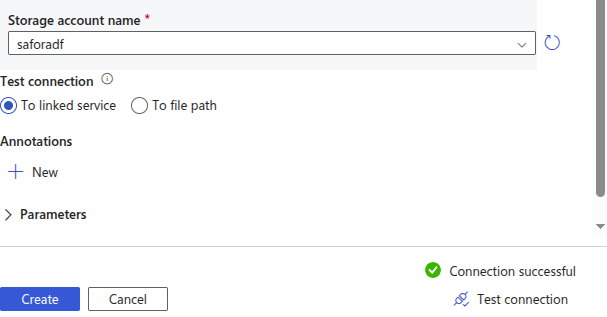 Storage account name *
saforadf
Test connection
To linked service
To file path
Annotations
New
Parameters
Connection successful
Create
Cancel
Test connection